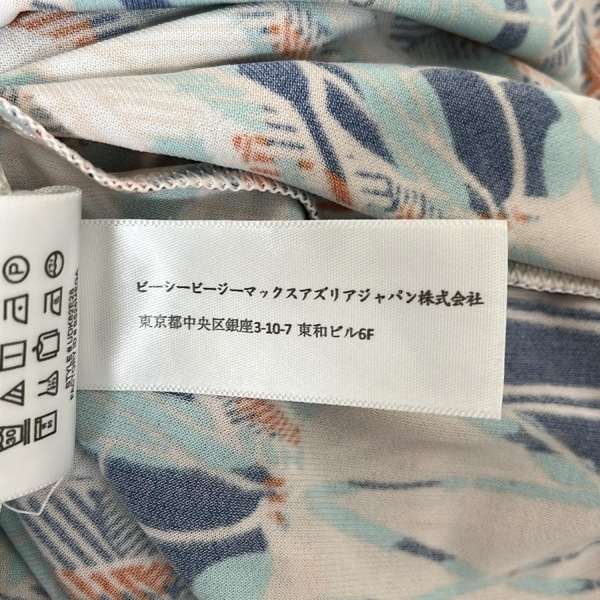 ビーシービージーマックスアズリアジャパン株式会社
東京都中央区銀座3-10-7 東和ビル6F